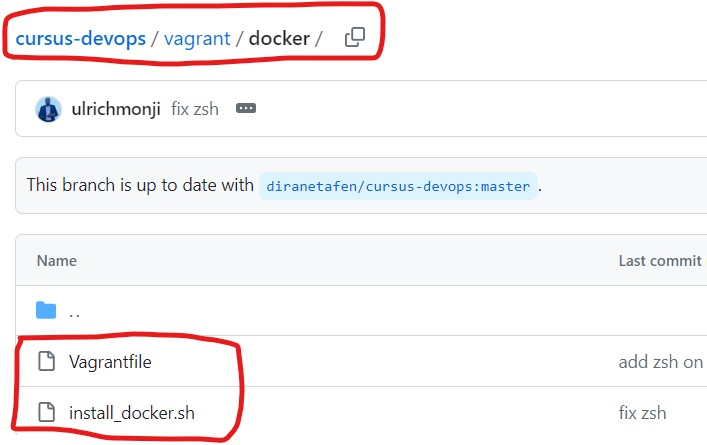 cursus-devops / vagrant / docker /
ulrichmonji fix zsh
This branch is up to date with diranetafen/cursus-devops:master .
Name Last commit
..
Vagrantfile add zsh on
install_docker.sh fix zsh